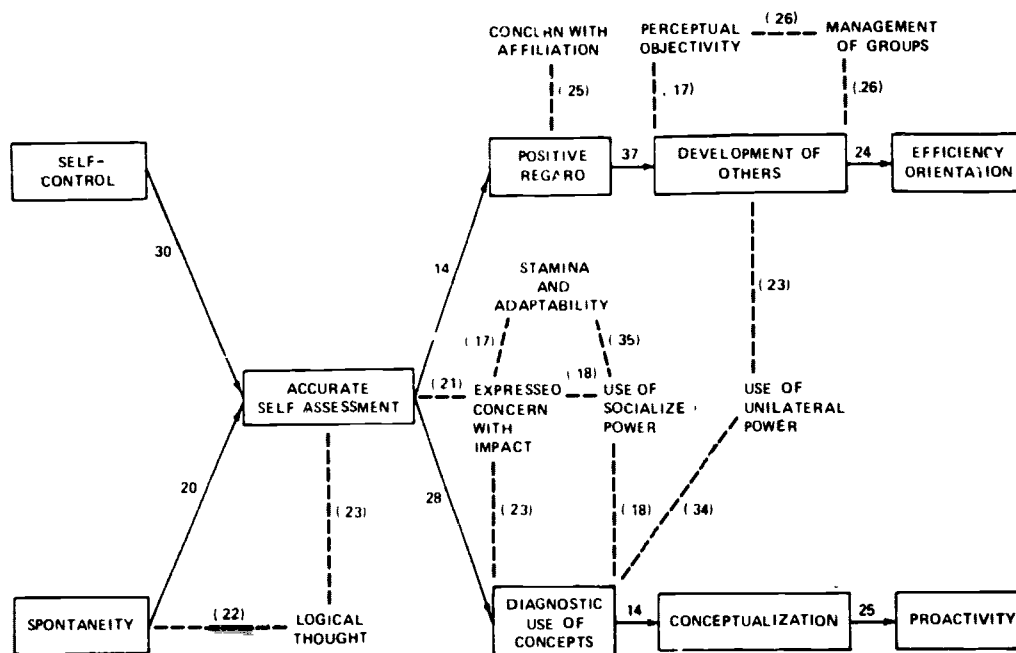 CONCERN WITH
AFFILIATION
PERCEPTUAL
OBJECTIVITY
(26)
MANAGEMENT
OF GROUPS
(25)
.17)
(.26)
SELF-
CONTROL
POSITIVE
REGARO
37
DEVELOPMENT OF
OTHERS
24
EFFICIENCY
ORIENTATION
30
14
STAMINA
AND
ADAPTABILITY
(23)
(17)
(35)
ACCURATE
SELF ASSESSMENT
(21)
EXPRESSED
CONCERN
WITH
IMPACT
(18)
USE OF
SOCIALIZE
POWER
USE OF
UNILATERAL
POWER
20
(23)
28
(23)
(18)
(34)
SPONTANEITY
(22)
LOGICAL
THOUGHT
DIAGNOSTIC
USE OF
CONCEPTS
14
CONCEPTUALIZATION
25
PROACTIVITY